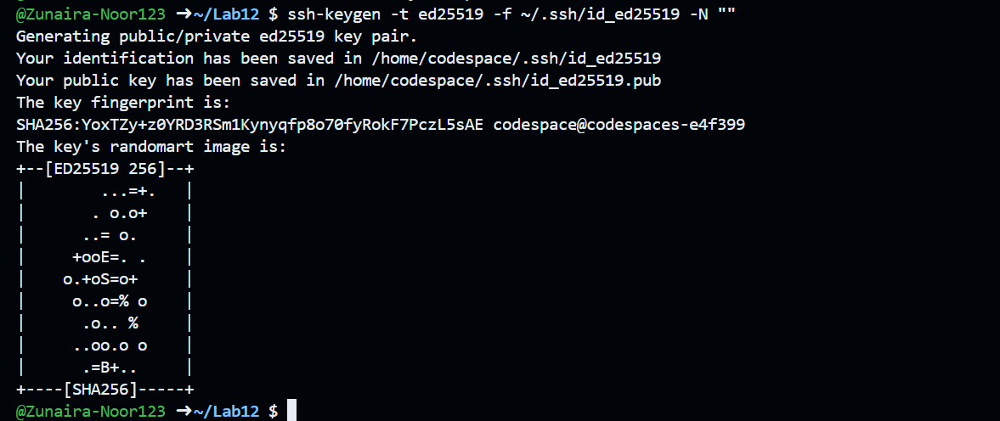 @Zunaira-Noor123 ➜~/Lab12 $ ssh-keygen -t ed25519 -f ~/.ssh/id_ed25519 -N ""
Generating public/private ed25519 key pair.
Your identification has been saved in /home/codespace/.ssh/id_ed25519
Your public key has been saved in /home/codespace/.ssh/id_ed25519.pub
The key fingerprint is:
SHA256:YoxTZy+z0YRD3RSm1Kynyqfp8o70fyRokF7PczL5sAE codespace@codespaces-e4f399
The key's randomart image is:
+--[ED25519 256]--+
|        ...=+.   |
|       . o.o+    |
|      ..= o.     |
|     +ooE=. .    |
|    o.+oS=o+     |
|     o..o=% o    |
|      .o.. %     |
|     ..oo.o o    |
|      .=B+..     |
+----[SHA256]-----+
@Zunaira-Noor123 ➜~/Lab12 $